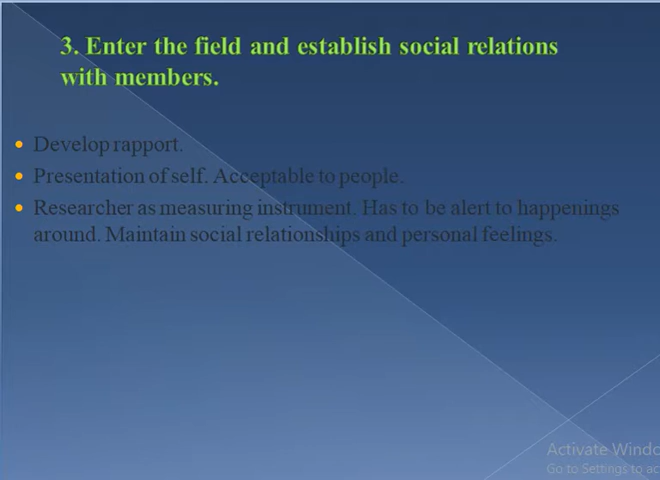 3. Enter the field and establish social relations
with members.
Develop rapport.
Presentation of self. Acceptable to people.
Researcher as measuring instrument. Has to be alert to happenings
around. Maintain social relationships and personal feelings.
Activate Windo
Go to Settings to ac